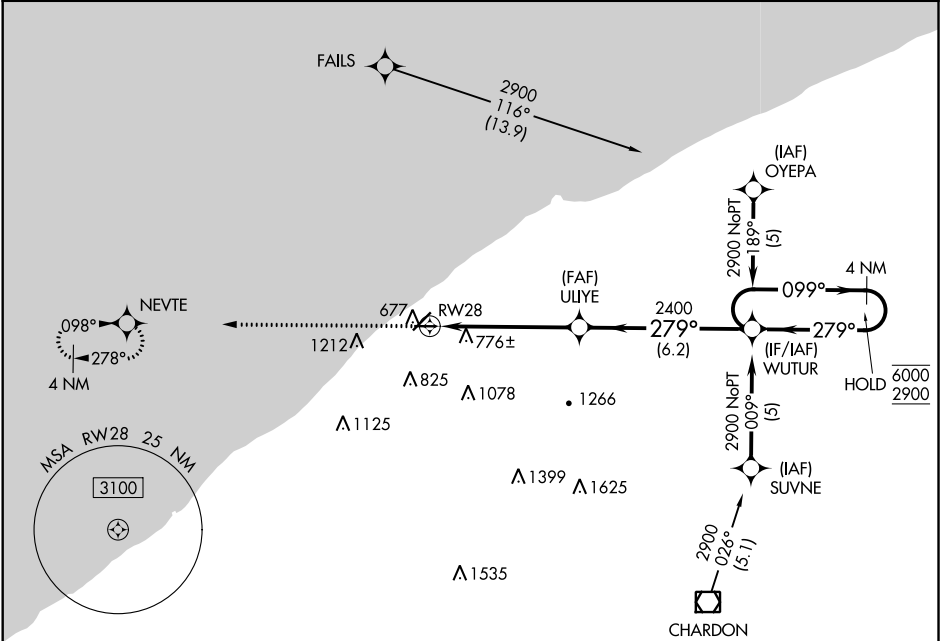 FAILS
2900
116°
(13.9)
(IAF)
OYEPA
2900 NoPT
189°
(5)
4 NM
099°
(FAF)
ULIYE
NEVTE
098°
278°
4 NM
677
RW28
2400
279°
(6.2)
279°
(IF/IAF)
WUTUR
HOLD
6000
2900
1212
776±
825
1078
1266
1125
2900 NoPT
009°
(5)
MSA RW28 25 NM
3100
1399
1625
(IAF)
SUVNE
2900
026°
(5.1)
1535
CHARDON